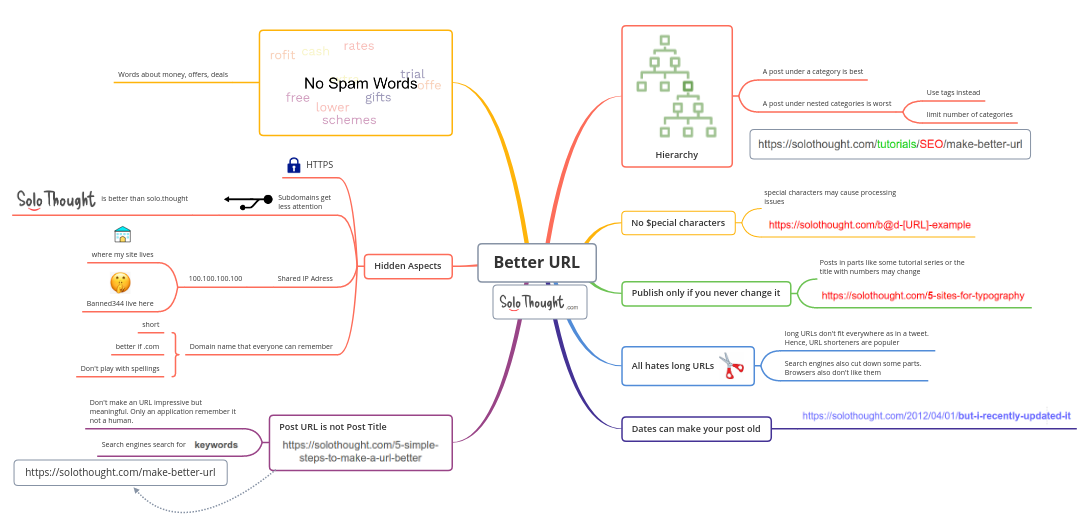 Better URL
Solo Thought .com
Words about money, offers, deals
rofit
cash
rates
trial
No Spam Words
offe
free
gifts
lower
schemes
HTTPS
Solo Thought is better than solo.thought
Subdomains get
less attention
Hidden Aspects
where my site lives
100.100.100.100
Shared IP Adress
Banned344 live here
short
better if .com
Don't play with spellings
Domain name that everyone can remember
Don't make an URL impressive but
meaningful. Only an application remember it
not a human.
Search engines search for keywords
Post URL is not Post Title
https://solothought.com/5-simple-
steps-to-make-a-url-better
https://solothought.com/make-better-url
Hierarchy
A post under a category is best
A post under nested categories is worst
Use tags instead
limit number of categories
https://solothought.com/tutorials/SEO/make-better-url
No $pecial characters
special characters may cause processing
issues
https://solothought.com/b@d-[URL]-example
Publish only if you never change it
Posts in parts like some tutorial series or the
title with numbers may change
https://solothought.com/5-sites-for-typography
All hates long URLs
long URLs don't fit everywhere as in a tweet.
Hence, URL shorteners are populer
Search engines also cut down some parts.
Browsers also don't like them
Dates can make your post old
https://solothought.com/2012/04/01/but-i-recently-updated-it